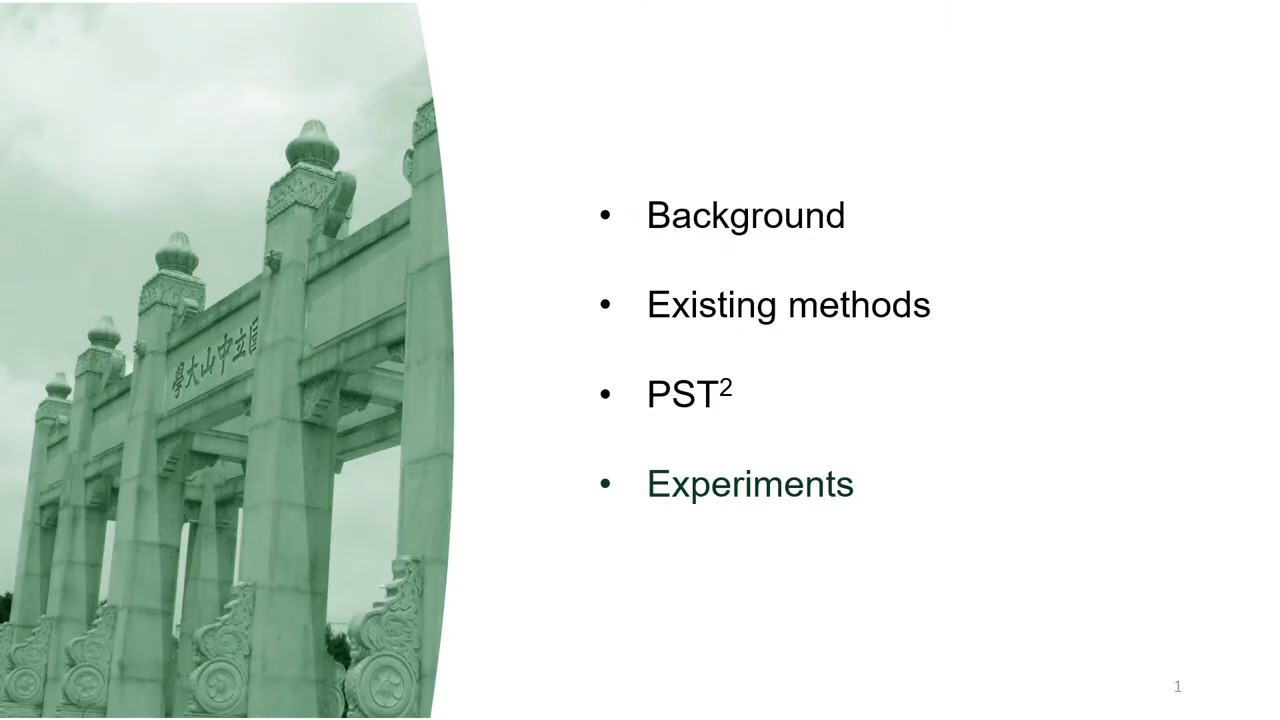 國立中山大學
• Background
• Existing methods
• PST²
• Experiments
1